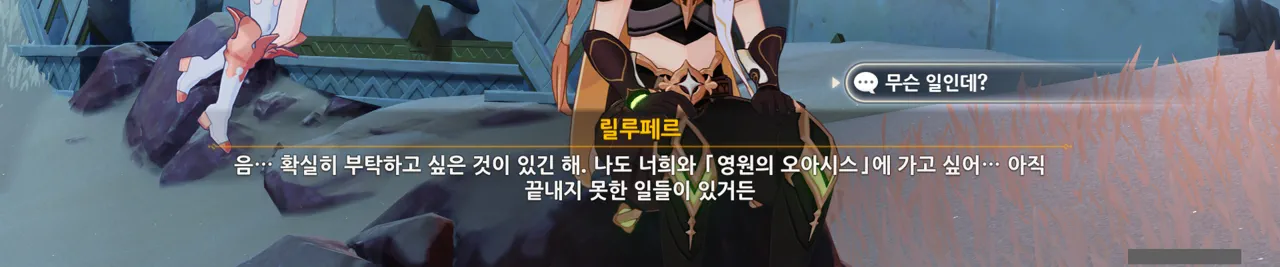 무슨 일인데?
릴루페르
음… 확실히 부탁하고 싶은 것이 있긴 해. 나도 너희와 「영원의 오아시스」에 가고 싶어… 아직
끝내지 못한 일들이 있거든